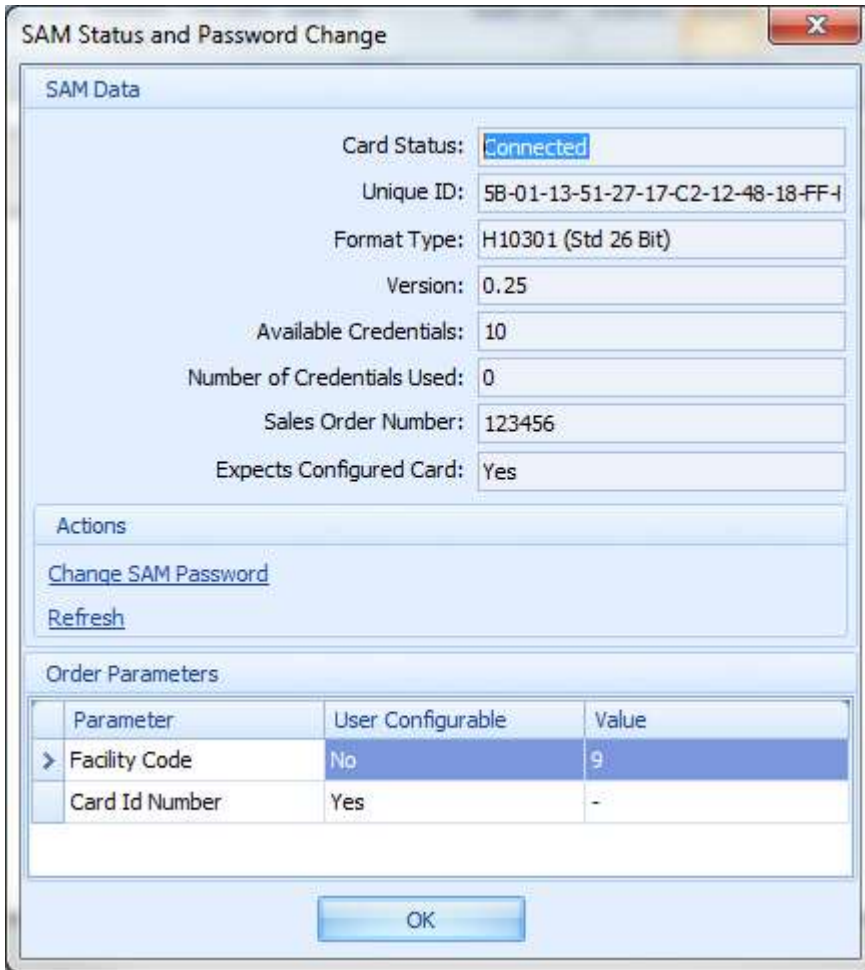 SAM Status and Password Change
SAM Data
Card Status: Connected
Unique ID: 5B-01-13-51-27-17-C2-12-48-18-FF-
Format Type: H10301 (Std 26 Bit)
Version: 0.25
Available Credentials: 10
Number of Credentials Used: 0
Sales Order Number: 123456
Expects Configured Card: Yes
Actions
Change SAM Password
Refresh
Order Parameters
Parameter User Configurable Value
> Facility Code No 9
Card Id Number Yes -
OK